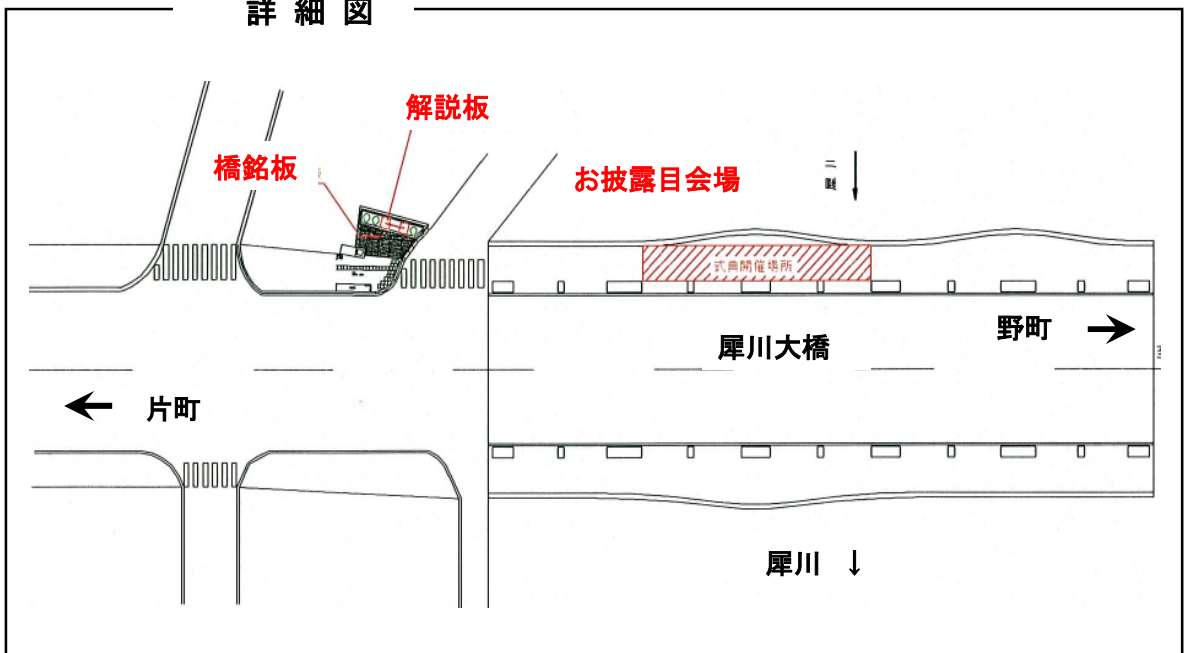 詳 細 図
解説板
橋銘板
お披露目会場
式典開催場所
野町 →
犀川大橋
← 片町
犀川 ↓